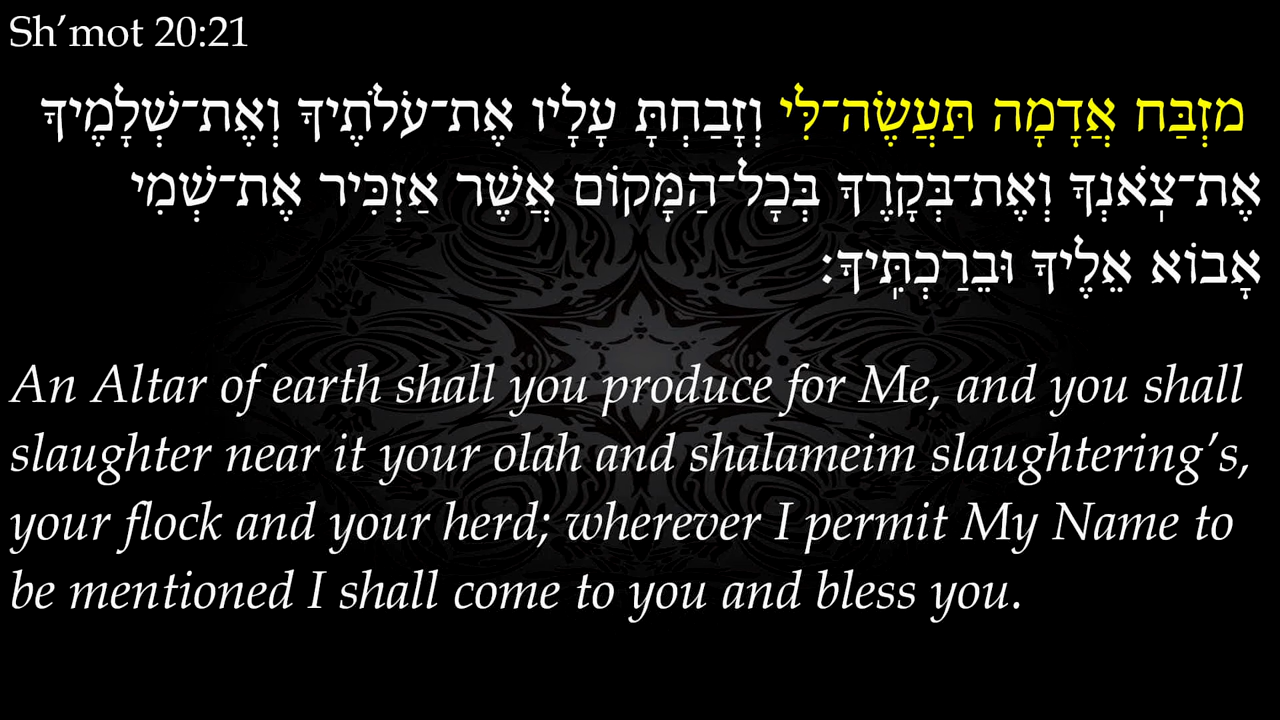 Sh’mot 20:21
מזְבַּח אֲדָמָה תַּעֲשֶׂה־לִּי וְזָבַחְתָּ עָלָיו אֶת־עֹלֹתֶיךָ וְאֶת־שְׁלָמֶיךָ
אֶת־צֹאנְךָ וְאֶת־בְּקָרֶךָ בְּכָל־הַמָּקוֹם אֲשֶׁר אַזְכִּיר אֶת־שְׁמִי
אָבוֹא אֵלֶיךָ וּבֵרַכְתִּיךָ׃
An Altar of earth shall you produce for Me, and you shall
slaughter near it your olah and shalameim slaughtering’s,
your flock and your herd; wherever I permit My Name to
be mentioned I shall come to you and bless you.